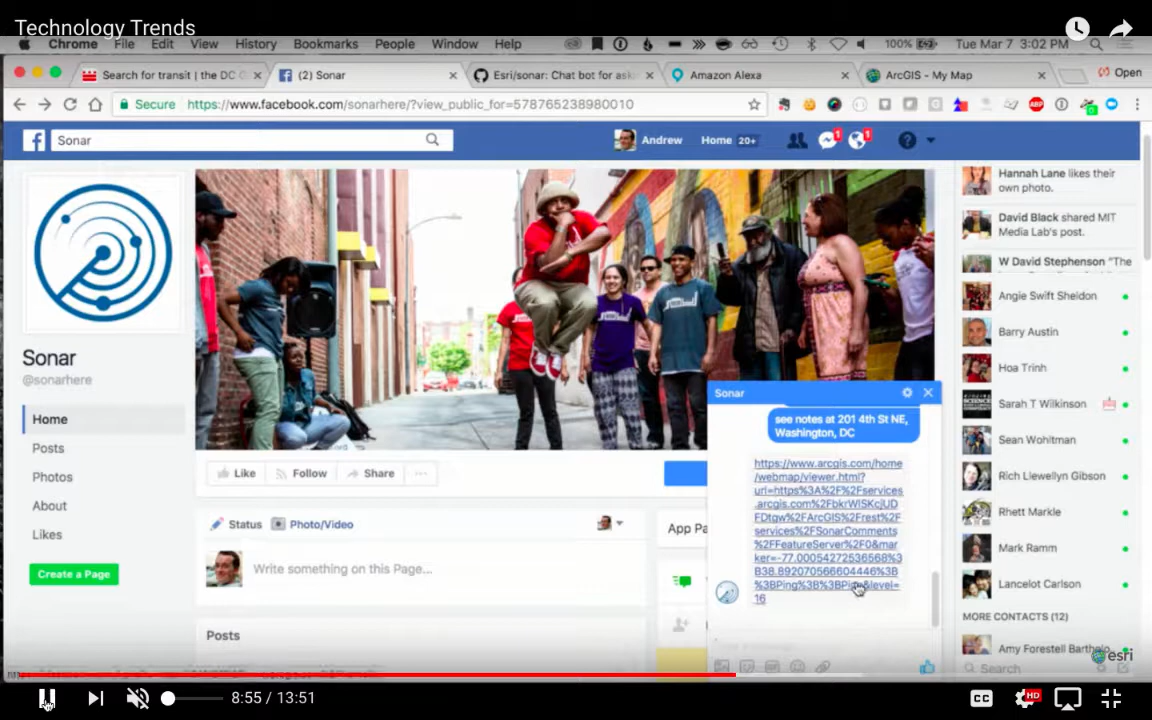 Technology Trends
Chrome File Edit View History Bookmarks People Window Help 100% Tue Mar 7 3:02 PM
Search for transit | the DC G
(2) Sonar
Esri/sonar: Chat bot for ask
Amazon Alexa
ArcGIS - My Map
Open
Secure https://www.facebook.com/sonarhere/?view_public_for=578765238980010
Sonar
Andrew Home 20+ 1 1
Hannah Lane likes their
own photo.
David Black shared MIT
Media Lab's post.
W David Stephenson "The
Angie Swift Sheldon
Barry Austin
Hoa Trinh
Sarah T Wilkinson
Sean Wohltman
Rich Llewellyn Gibson
Rhett Markle
Mark Ramm
Lancelot Carlson
MORE CONTACTS (12)
Amy Forestell Bartho
Search
esri
Sonar
@sonarhere
Home
Posts
Photos
About
Likes
Create a Page
Like Follow Share ...
Status Photo/Video
Write something on this Page...
Posts
App Pa
Sonar
see notes at 201 4th St NE,
Washington, DC
https://www.arcgis.com/home
/webmap/viewer.html?
url=https%3A%2F%2Fservices
.arcgis.com%2FbkrWlSKcjUD
FDtgw%2FArcGIS%2Frest%2F
services%2FSonarComments
%2FFeatureServer%2F0&mar
ker=-77.00054272536568%3
B38.892070566604446%3B
%3BPing%3B%3BPing&level=
16
8:55 / 13:51
CC
HD